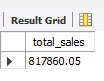 Result Grid
total_sales
817860.05